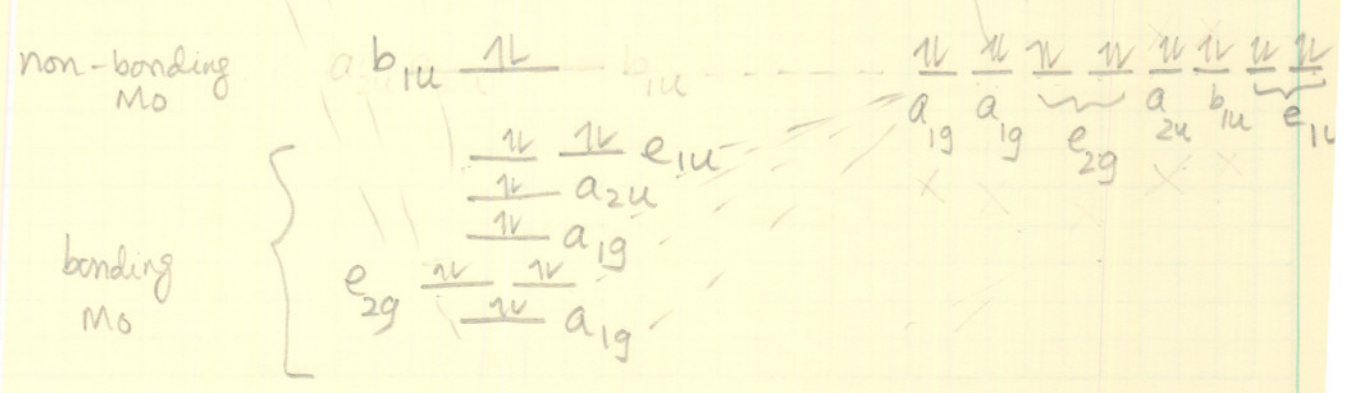 non-bonding
MO
b1u
b1u
a1g a1g e2g a2u b1u e1u
e1u
a2u
a1g
bonding
MO
e2g
a1g